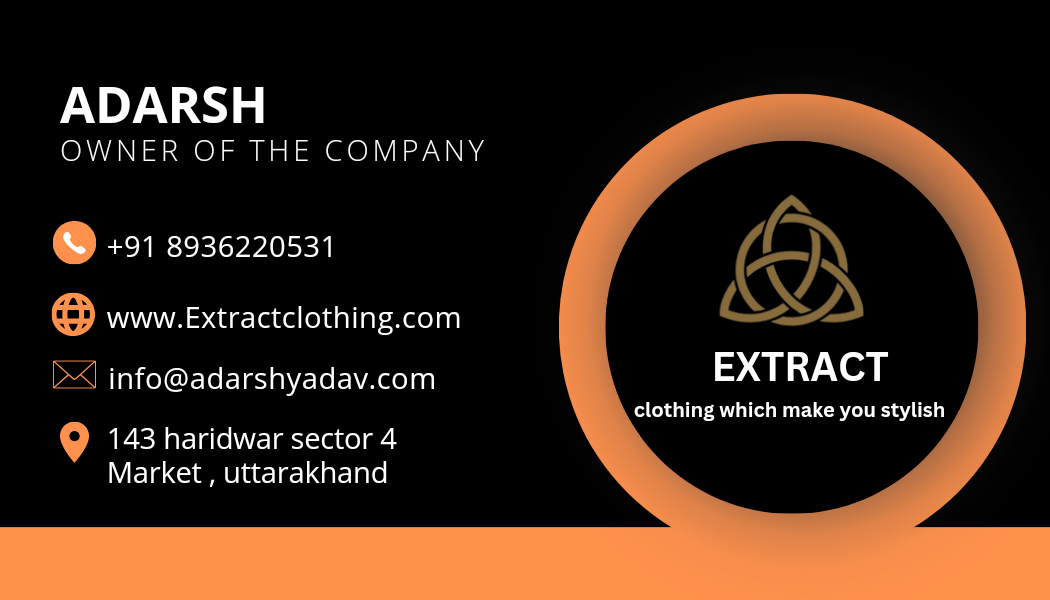 ADARSH
OWNER OF THE COMPANY
+91 8936220531
www.Extractclothing.com
info@adarshyadav.com
143 haridwar sector 4
Market , uttarakhand
EXTRACT
clothing which make you stylish